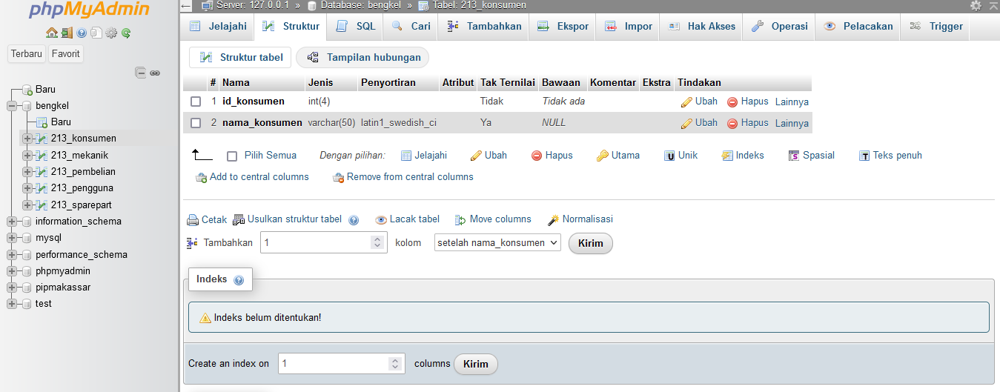 phpMyAdmin
Terbaru Favorit
Baru
bengkel
Baru
213_konsumen
213_mekanik
213_pembelian
213_pengguna
213_sparepart
information_schema
mysql
performance_schema
phpmyadmin
pipmakassar
test
Server: 127.0.0.1 » Database: bengkel » Tabel: 213_konsumen
Jelajahi Struktur SQL Cari Tambahkan Ekspor Impor Hak Akses Operasi Pelacakan Trigger
Struktur tabel Tampilan hubungan
# Nama Jenis Penyortiran Atribut Tak Ternilai Bawaan Komentar Ekstra Tindakan
1 id_konsumen int(4) Tidak Tidak ada Ubah Hapus Lainnya
2 nama_konsumen varchar(50) latin1_swedish_ci Ya NULL Ubah Hapus Lainnya
Pilih Semua Dengan pilihan: Jelajahi Ubah Hapus Utama Unik Indeks Spasial Teks penuh
Add to central columns Remove from central columns
Cetak Usulkan struktur tabel Lacak tabel Move columns Normalisasi
Tambahkan 1 kolom setelah nama_konsumen Kirim
Indeks
Indeks belum ditentukan!
Create an index on 1 columns Kirim